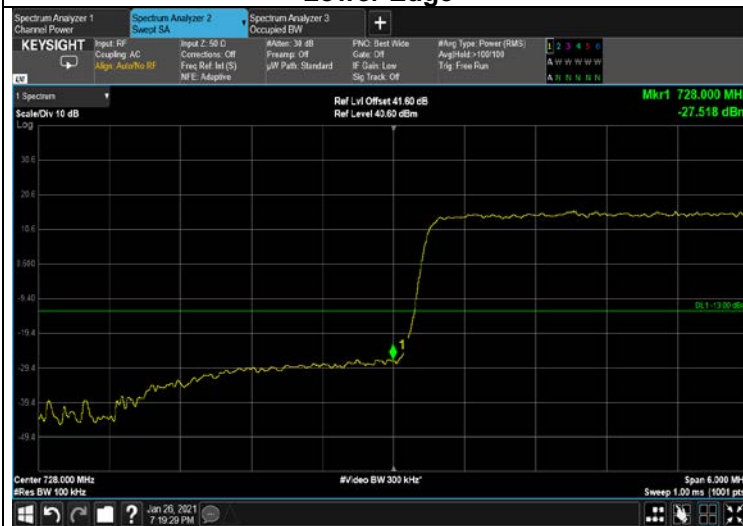 Lower Edge
Spectrum Analyzer 1
Channel Power
Spectrum Analyzer 2
Swept SA
Spectrum Analyzer 3
Occupied BW
+
KEYSIGHT
Input: RF
Coupling: AC
Align: Auto/No RF
Input Z: 50 Ω
Corrections: Off
Freq Ref: Int (S)
NFE: Adaptive
#Atten: 30 dB
Preamp: Off
µW Path: Standard
PNO: Best Wide
Gate: Off
IF Gain: Low
Sig Track: Off
#Avg Type: Power (RMS)
Avg|Hold:>100/100
Trig: Free Run
1 2 3 4 5 6
A W W W W W
A N N N N N
1 Spectrum
Scale/Div 10 dB
Log
Ref Lvl Offset 41.60 dB
Ref Level 40.60 dBm
Mkr1 728.000 MH
-27.518 dBn
30.6
20.6
10.6
0.600
-9.40
DL1 -13.00 dB
-19.4
1
-29.4
-39.4
-49.4
Center 728.000 MHz
#Res BW 100 kHz
#Video BW 300 kHz*
Span 6.000 MH
Sweep 1.00 ms (1001 pts
?
Jan 26, 2021
7:19:29 PM